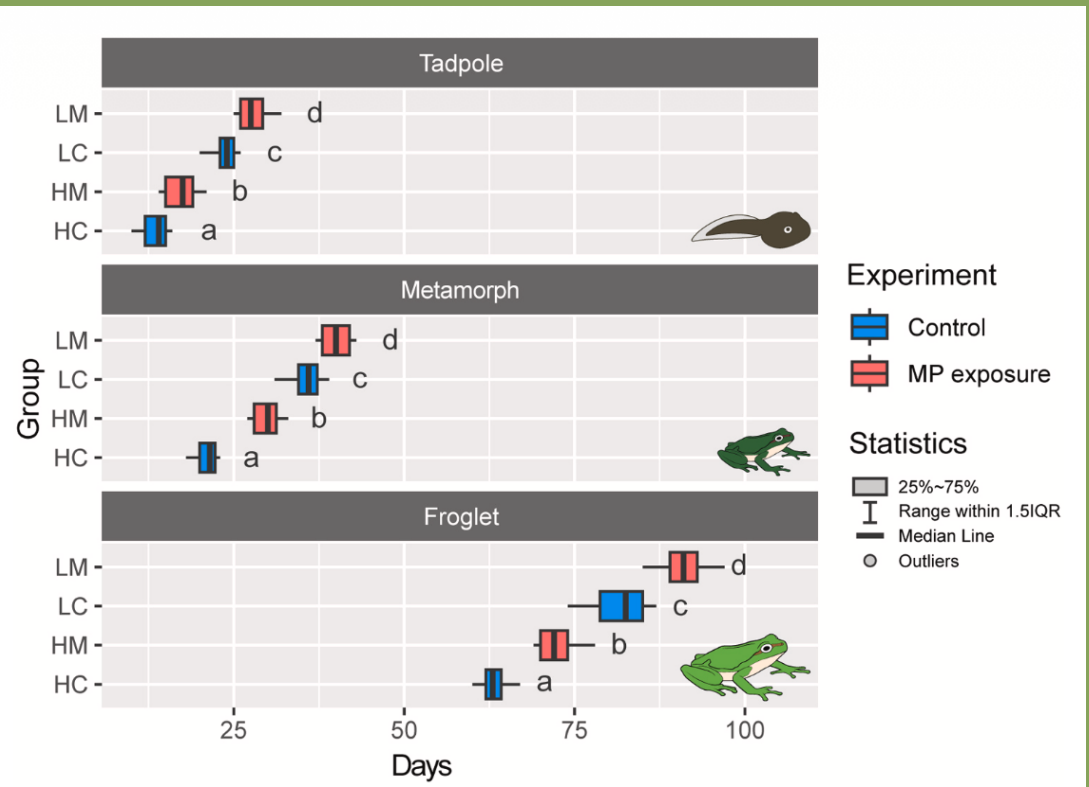 Tadpole
LM d
LC c
HM b
HC a
Metamorph
LM d
LC c
HM b
HC a
Froglet
LM d
LC c
HM b
HC a
25 50 75 100
Days
Group
Experiment
Control
MP exposure
Statistics
25%~75%
Range within 1.5IQR
Median Line
Outliers